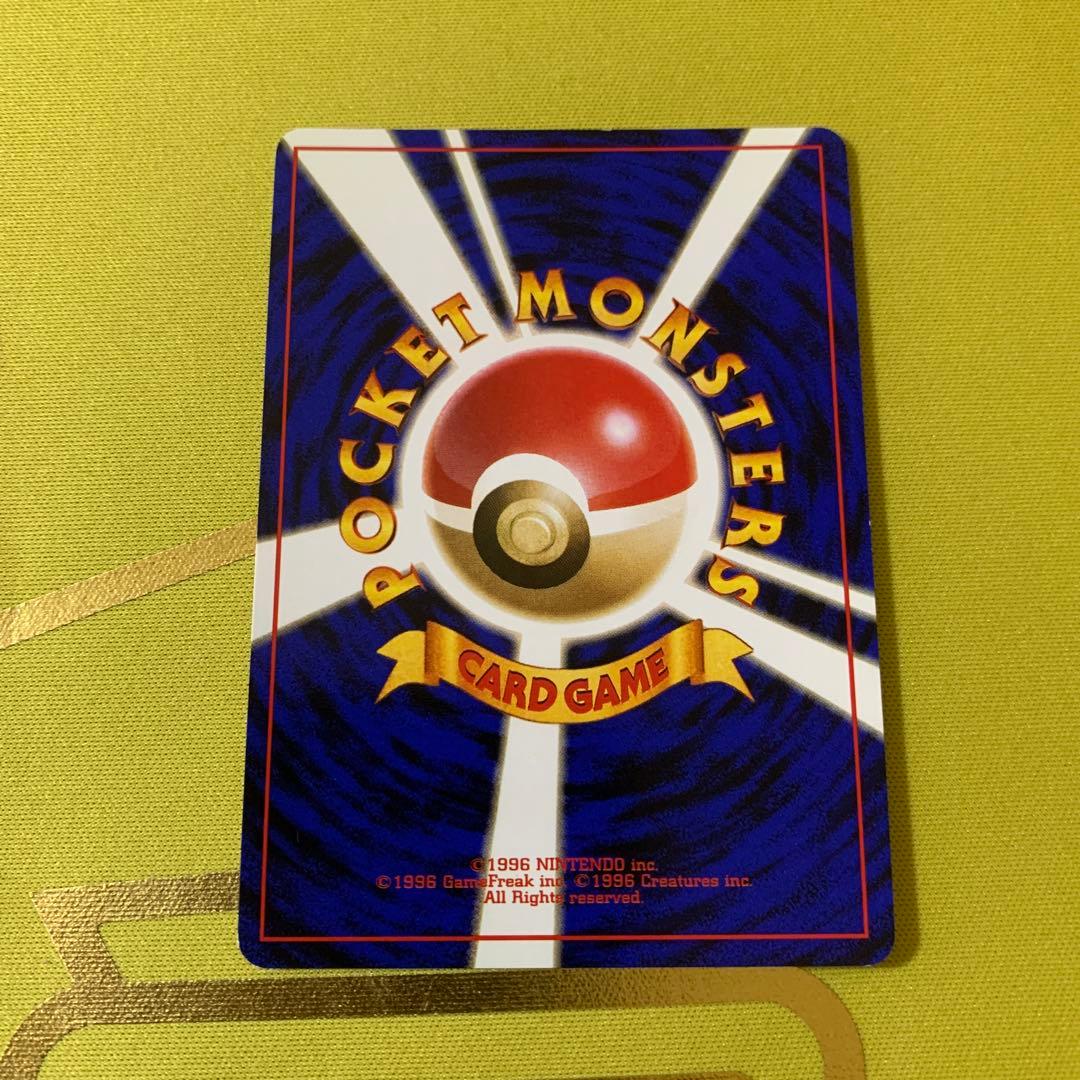 POCKET MONSTERS
CARD GAME
©1996 NINTENDO inc.
©1996 GameFreak inc. ©1996 Creatures inc.
All Rights reserved.